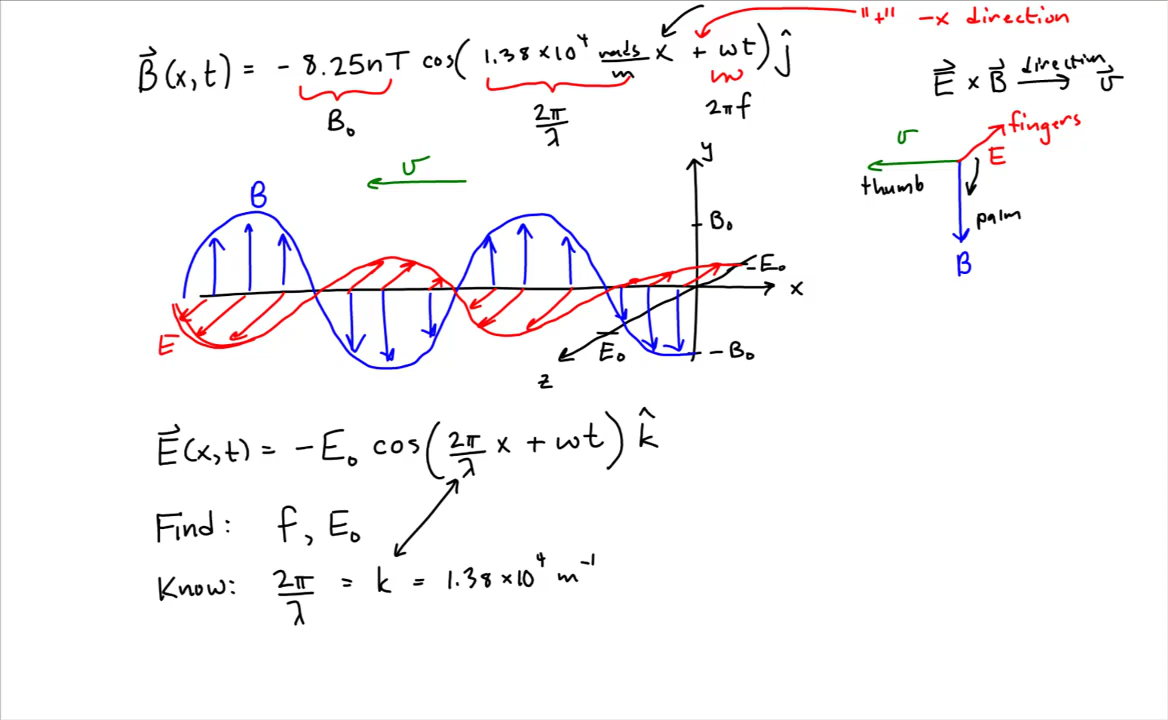 "+" -x direction
B⃗(x,t) = - 8.25nT cos(1.38×10⁴ rads/m x + ωt) ĵ
B₀
2π/λ
ω
2πf
E⃗ × B⃗ direction → v⃗
v
thumb
fingers
E
palm
B
v
B
E
y
B₀
-E₀
x
E₀
-B₀
z
E⃗(x,t) = -E₀ cos(2π/λ x + ωt) k̂
Find: f, E₀
Know: 2π/λ = k = 1.38×10⁴ m⁻¹